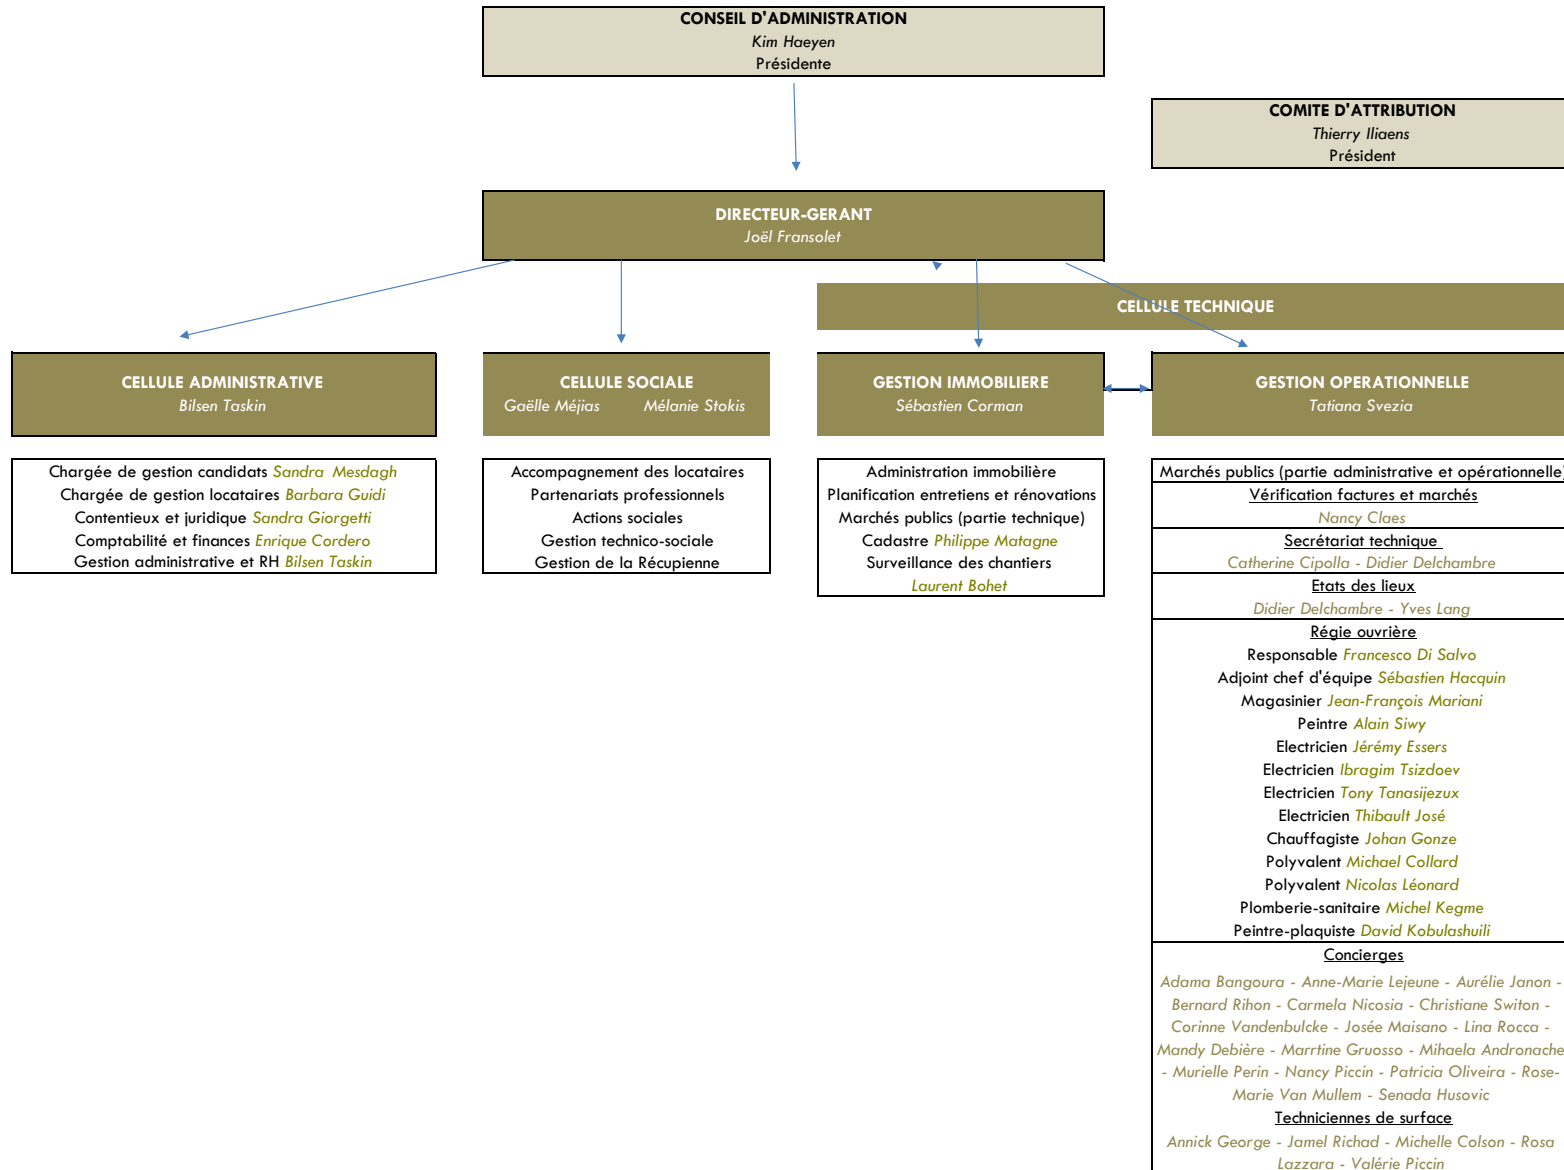 CONSEIL D'ADMINISTRATION
Kim Haeyen
Présidente
COMITE D'ATTRIBUTION
Thierry Iliaens
Président
DIRECTEUR-GERANT
Joël Fransolet
CELLULE TECHNIQUE
CELLULE ADMINISTRATIVE
Bilsen Taskin
CELLULE SOCIALE
Gaëlle Méjias Mélanie Stokis
GESTION IMMOBILIERE
Sébastien Corman
GESTION OPERATIONNELLE
Tatiana Svezia
Chargée de gestion candidats Sandra Mesdagh
Chargée de gestion locataires Barbara Guidi
Contentieux et juridique Sandra Giorgetti
Comptabilité et finances Enrique Cordero
Gestion administrative et RH Bilsen Taskin
Accompagnement des locataires
Partenariats professionnels
Actions sociales
Gestion technico-sociale
Gestion de la Récupienne
Administration immobilière
Planification entretiens et rénovations
Marchés publics (partie technique)
Cadastre Philippe Matagne
Surveillance des chantiers
Laurent Bohet
Marchés publics (partie administrative et opérationnelle)
Vérification factures et marchés
Nancy Claes
Secrétariat technique
Catherine Cipolla - Didier Delchambre
Etats des lieux
Didier Delchambre - Yves Lang
Régie ouvrière
Responsable Francesco Di Salvo
Adjoint chef d'équipe Sébastien Hacquin
Magasinier Jean-François Mariani
Peintre Alain Siwy
Electricien Jérémy Essers
Electricien Ibragim Tsizdoev
Electricien Tony Tanasijezux
Electricien Thibault José
Chauffagiste Johan Gonze
Polyvalent Michael Collard
Polyvalent Nicolas Léonard
Plomberie-sanitaire Michel Kegme
Peintre-plaquiste David Kobulashuili
Concierges
Adama Bangoura - Anne-Marie Lejeune - Aurélie Janon -
Bernard Rihon - Carmela Nicosia - Christiane Switon -
Corinne Vandenbulcke - Josée Maisano - Lina Rocca -
Mandy Debière - Marrtine Gruosso - Mihaela Andronache
- Murielle Perin - Nancy Piccin - Patricia Oliveira - Rose-
Marie Van Mullem - Senada Husovic
Techniciennes de surface
Annick George - Jamel Richad - Michelle Colson - Rosa
Lazzara - Valérie Piccin